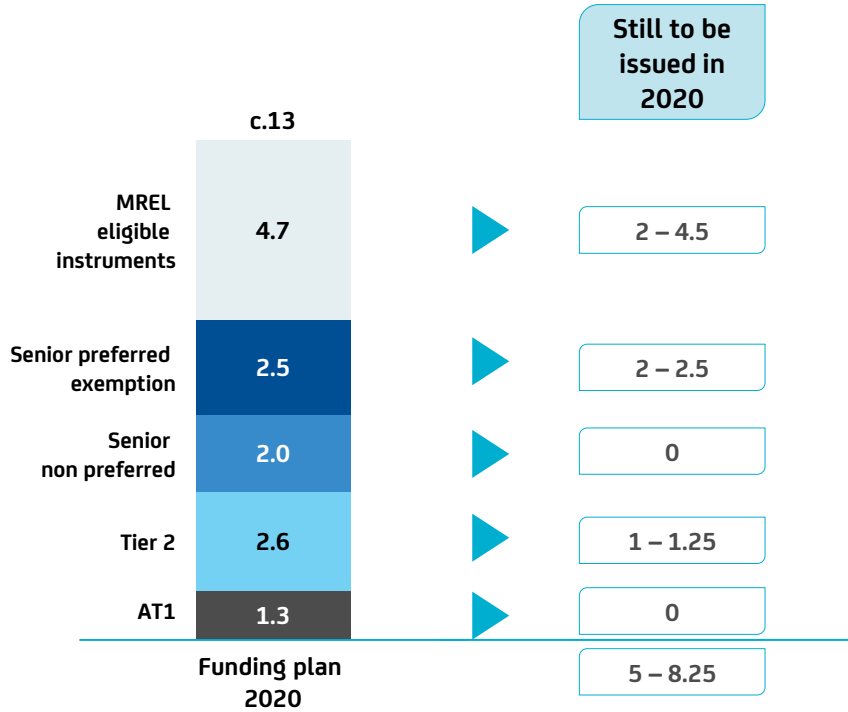 Still to be
issued in
2020
c.13
MREL
eligible
instruments
4.7
2 – 4.5
Senior preferred
exemption
2.5
2 – 2.5
Senior
non preferred
2.0
0
Tier 2
2.6
1 – 1.25
AT1
1.3
0
Funding plan
2020
5 – 8.25